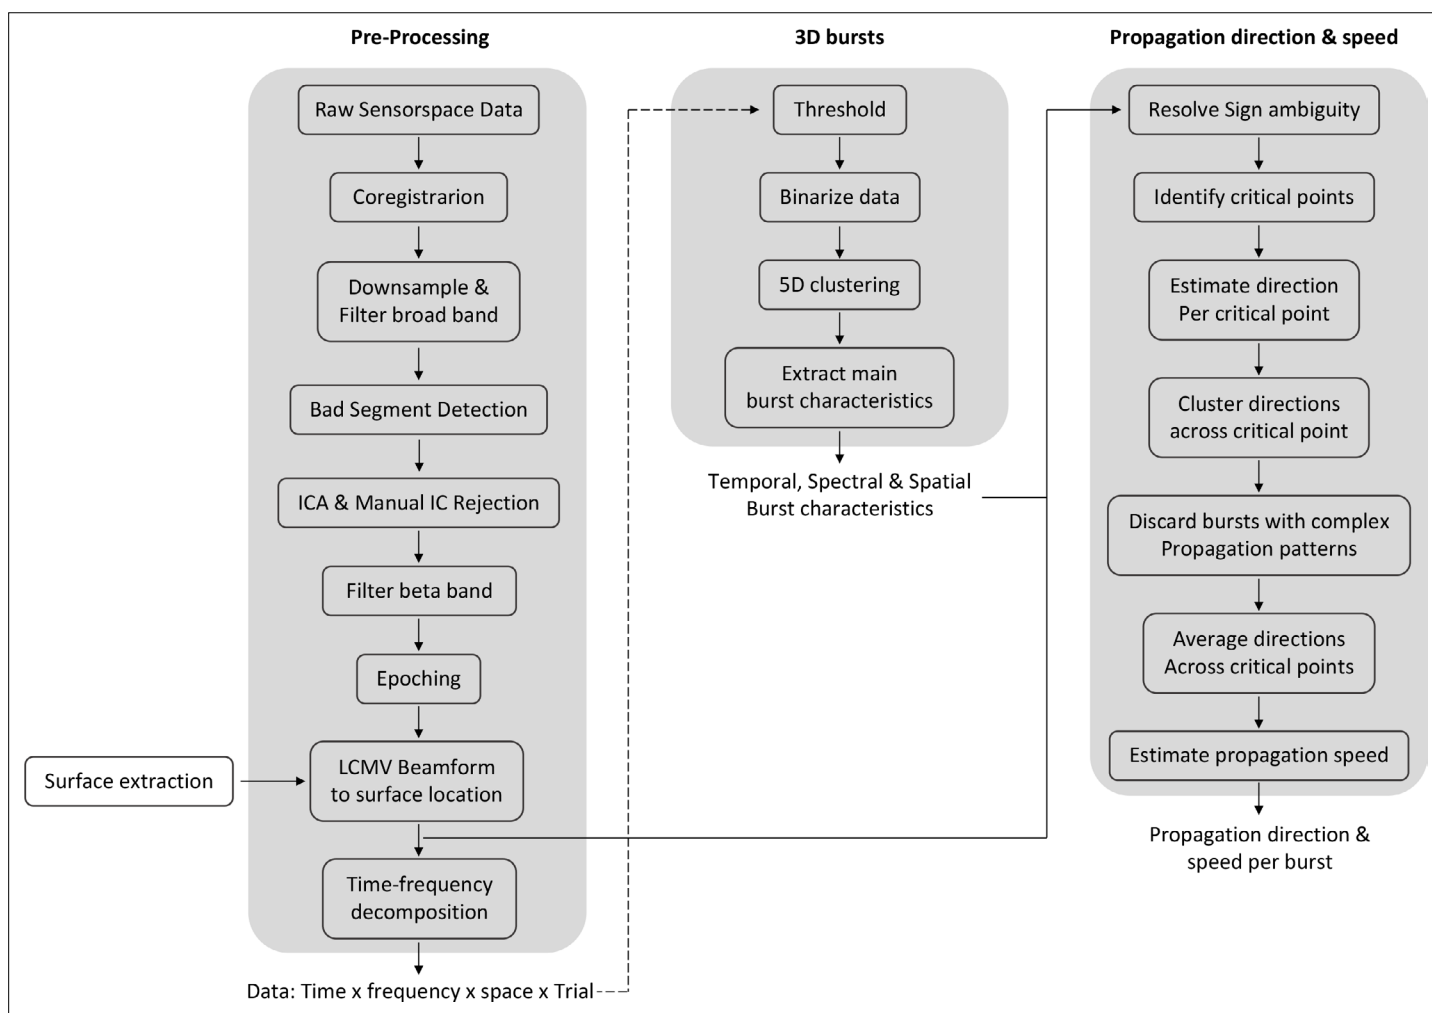 Pre-Processing
Raw Sensorspace Data
Coregistrarion
Downsample &
Filter broad band
Bad Segment Detection
ICA & Manual IC Rejection
Filter beta band
Epoching
Surface extraction
LCMV Beamform
to surface location
Time-frequency
decomposition
Data: Time x frequency x space x Trial
3D bursts
Threshold
Binarize data
5D clustering
Extract main
burst characteristics
Temporal, Spectral & Spatial
Burst characteristics
Propagation direction & speed
Resolve Sign ambiguity
Identify critical points
Estimate direction
Per critical point
Cluster directions
across critical point
Discard bursts with complex
Propagation patterns
Average directions
Across critical points
Estimate propagation speed
Propagation direction &
speed per burst